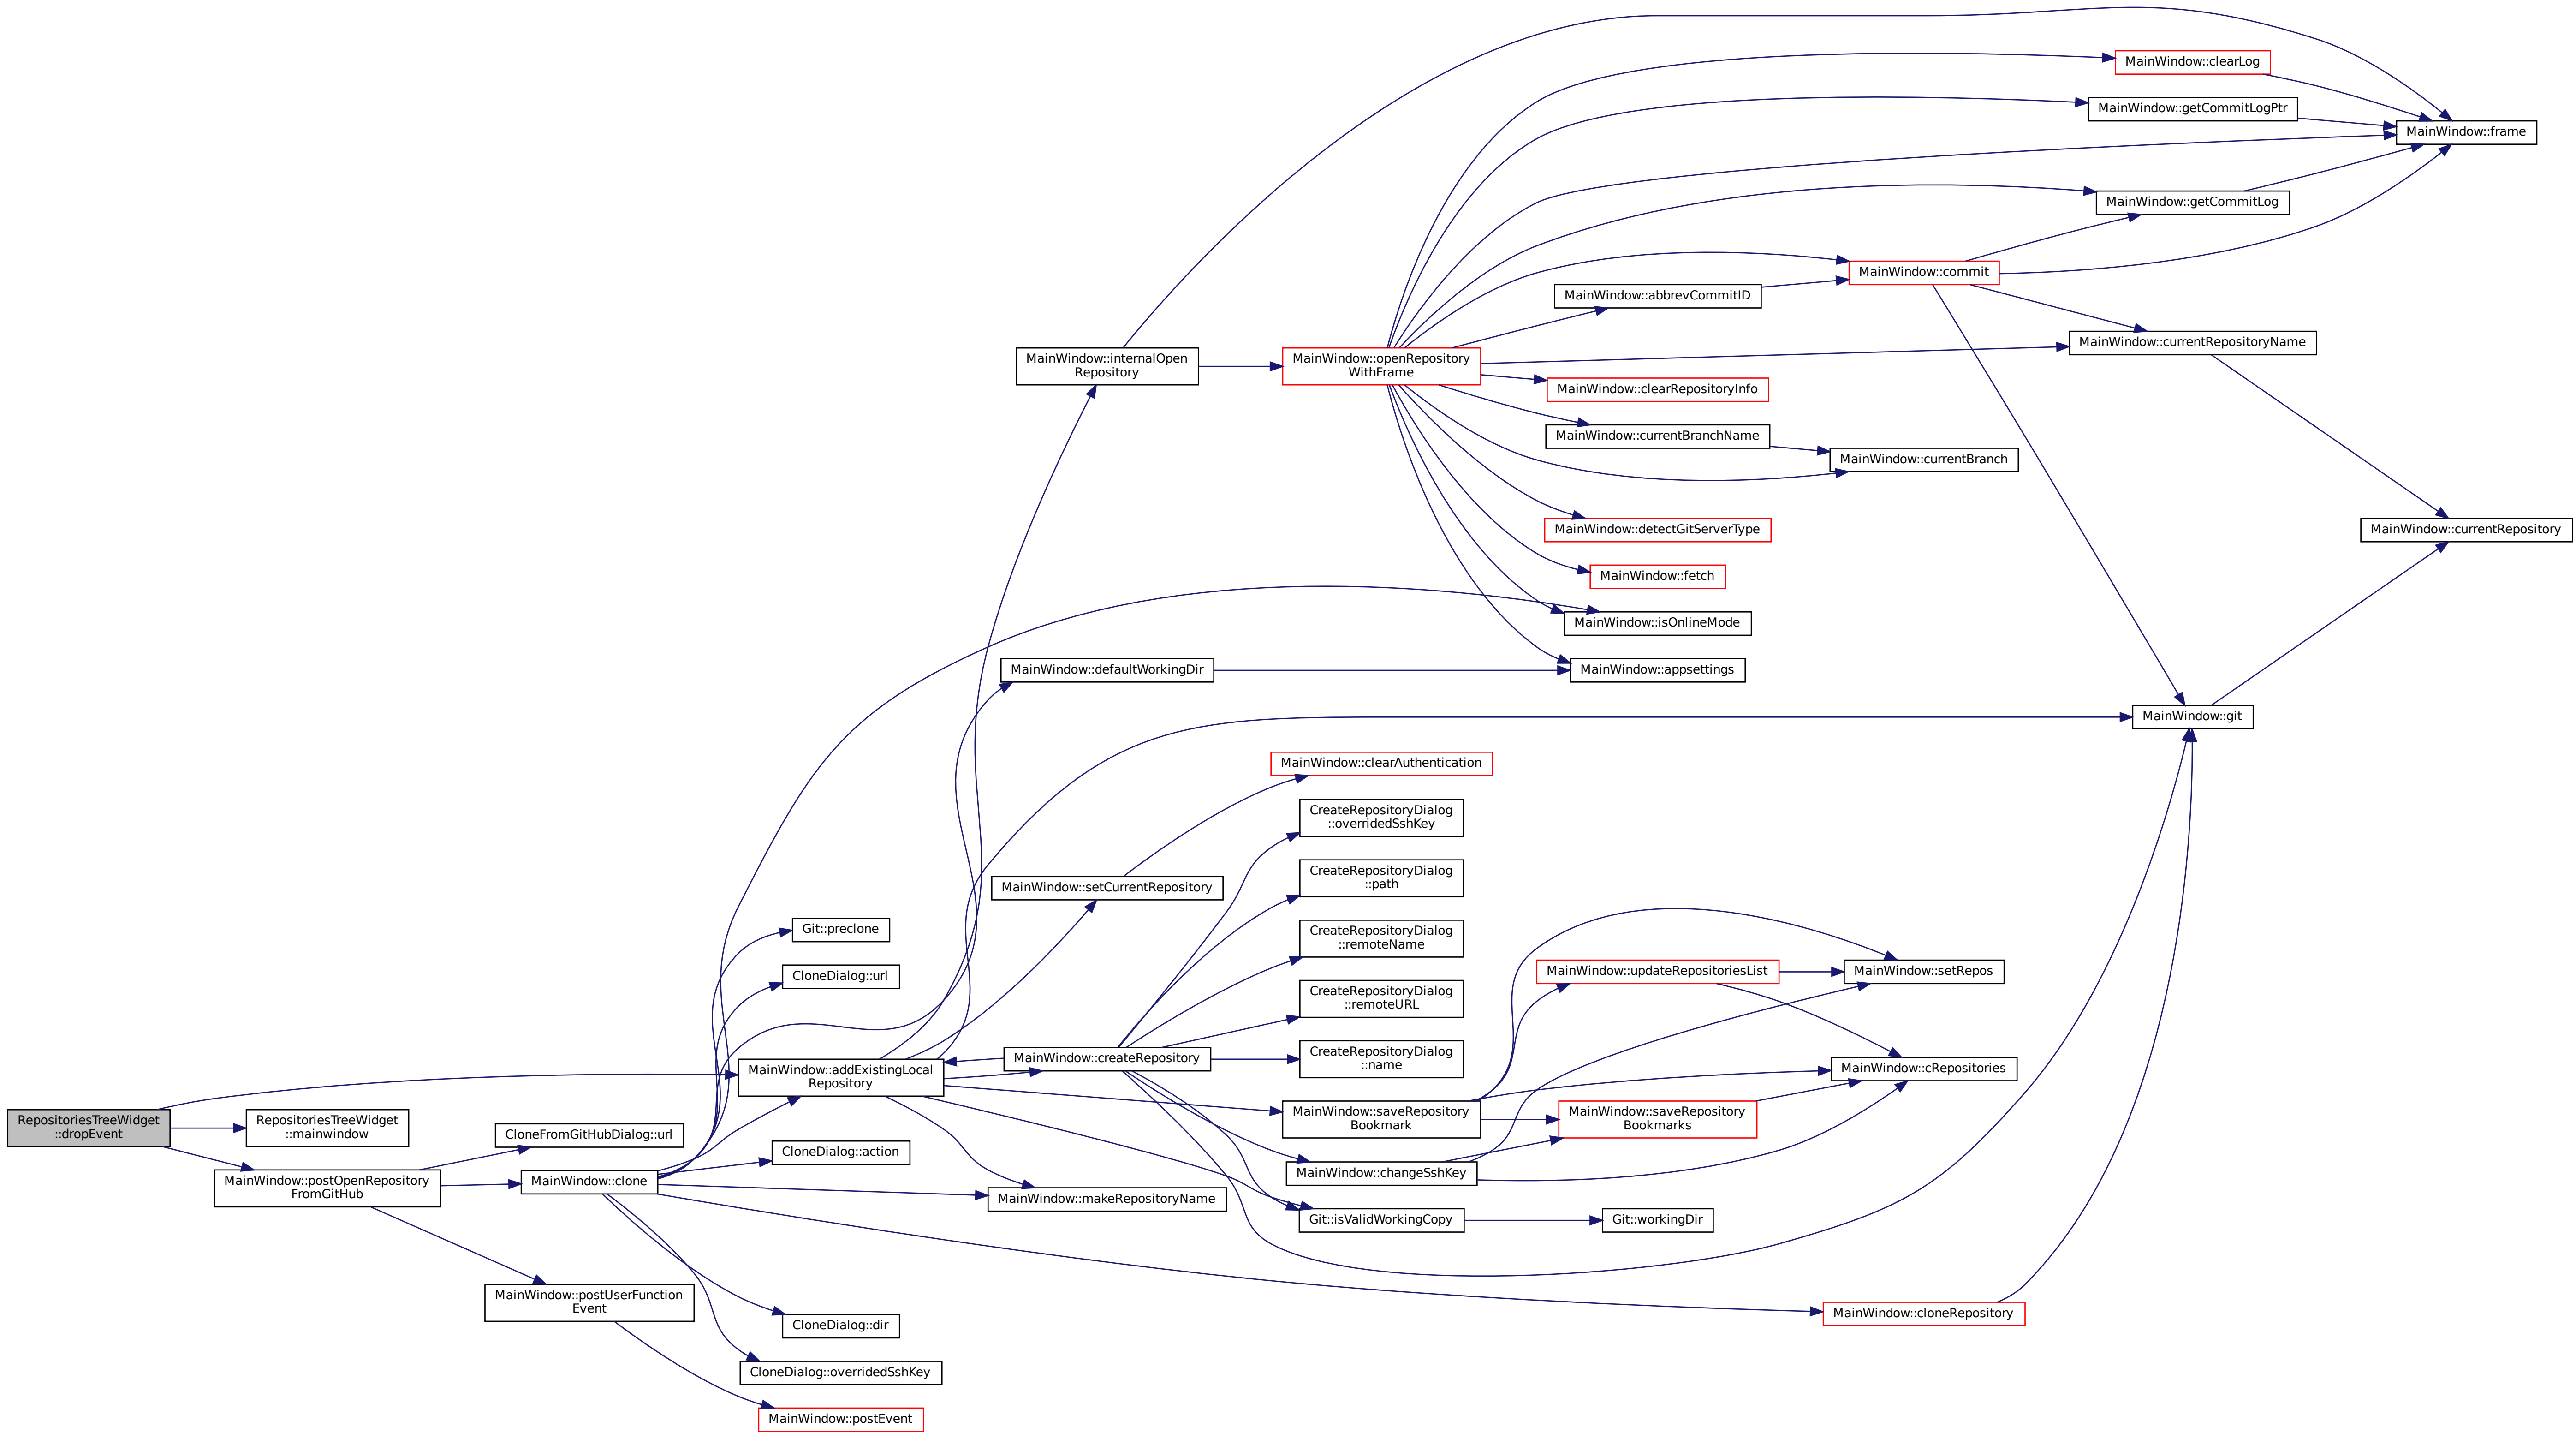 RepositoriesTreeWidget
::dropEvent
RepositoriesTreeWidget
::mainwindow
MainWindow::postOpenRepository
FromGitHub
CloneFromGitHubDialog::url
MainWindow::clone
MainWindow::postUserFunction
Event
Git::preclone
CloneDialog::url
MainWindow::addExistingLocal
Repository
CloneDialog::action
CloneDialog::dir
CloneDialog::overridedSshKey
MainWindow::postEvent
MainWindow::internalOpen
Repository
MainWindow::defaultWorkingDir
MainWindow::setCurrentRepository
MainWindow::createRepository
MainWindow::makeRepositoryName
MainWindow::openRepository
WithFrame
MainWindow::clearAuthentication
CreateRepositoryDialog
::overridedSshKey
CreateRepositoryDialog
::path
CreateRepositoryDialog
::remoteName
CreateRepositoryDialog
::remoteURL
CreateRepositoryDialog
::name
MainWindow::saveRepository
Bookmark
MainWindow::changeSshKey
Git::isValidWorkingCopy
MainWindow::abbrevCommitID
MainWindow::clearRepositoryInfo
MainWindow::currentBranchName
MainWindow::detectGitServerType
MainWindow::fetch
MainWindow::isOnlineMode
MainWindow::appsettings
MainWindow::updateRepositoriesList
MainWindow::saveRepository
Bookmarks
Git::workingDir
MainWindow::commit
MainWindow::currentBranch
MainWindow::setRepos
MainWindow::cRepositories
MainWindow::cloneRepository
MainWindow::clearLog
MainWindow::getCommitLogPtr
MainWindow::getCommitLog
MainWindow::currentRepositoryName
MainWindow::git
MainWindow::frame
MainWindow::currentRepository